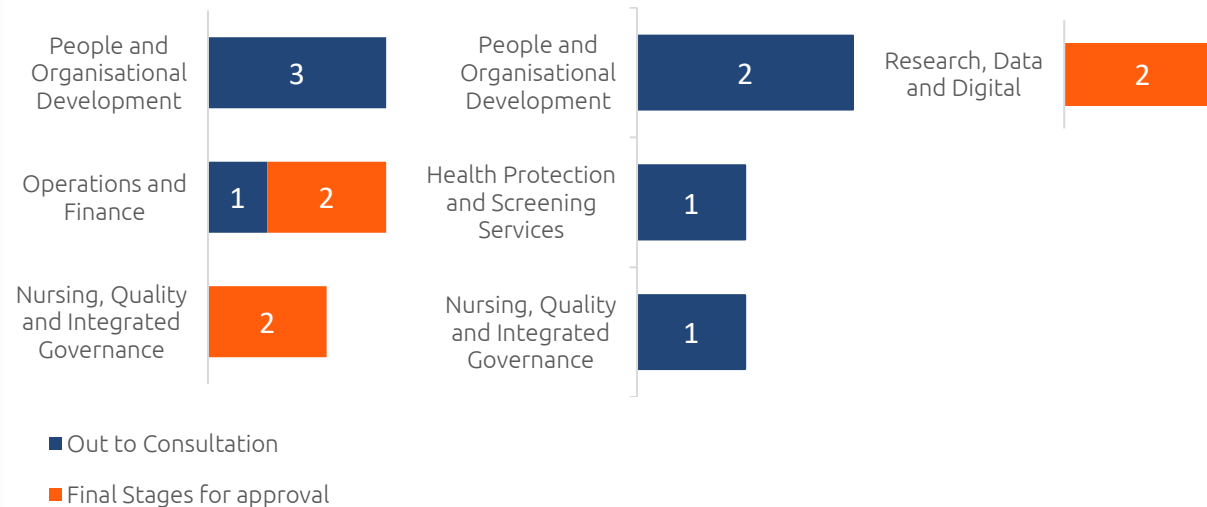 People and
Organisational
Development
3
Operations and
Finance
1
2
Nursing, Quality
and Integrated
Governance
2
People and
Organisational
Development
2
Health Protection
and Screening
Services
1
Nursing, Quality
and Integrated
Governance
1
Research, Data
and Digital
2
Out to Consultation
Final Stages for approval